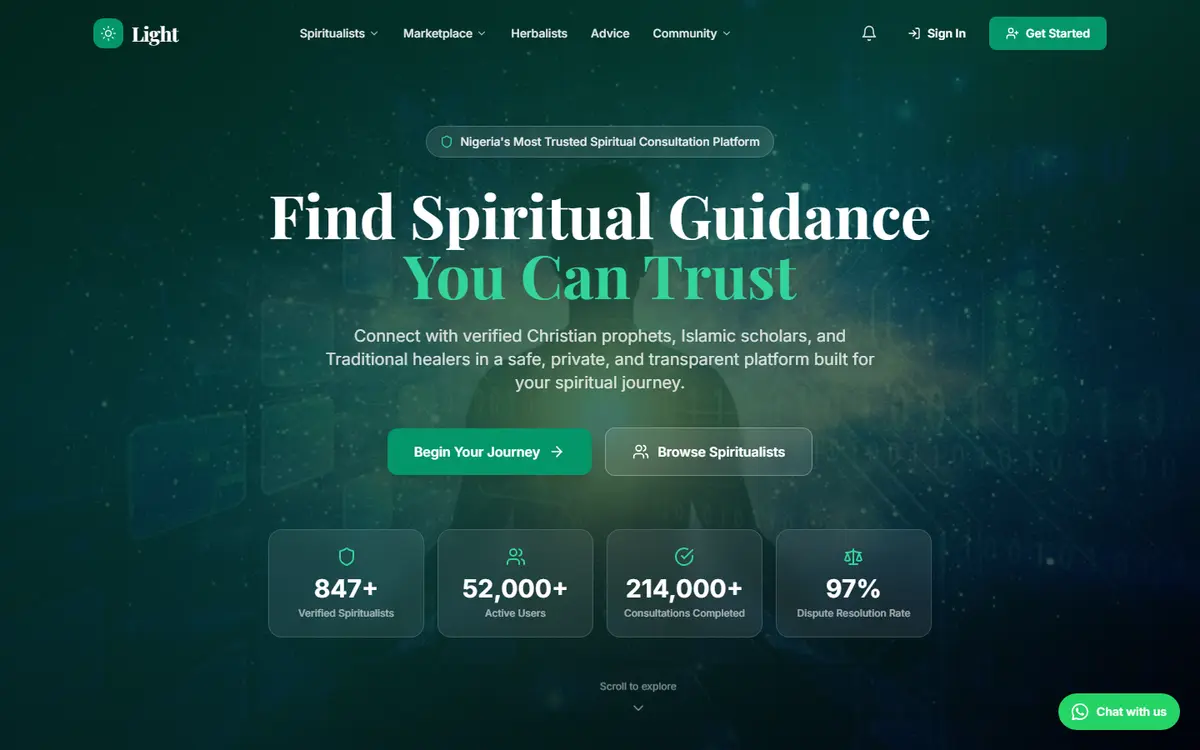 Light
Spiritualists
Marketplace
Herbalists
Advice
Community
Sign In
Get Started
Nigeria's Most Trusted Spiritual Consultation Platform
Find Spiritual Guidance
You Can Trust
Connect with verified Christian prophets, Islamic scholars, and
Traditional healers in a safe, private, and transparent platform built for
your spiritual journey.
Begin Your Journey
Browse Spiritualists
847+
Verified Spiritualists
52,000+
Active Users
214,000+
Consultations Completed
97%
Dispute Resolution Rate
Scroll to explore
Chat with us